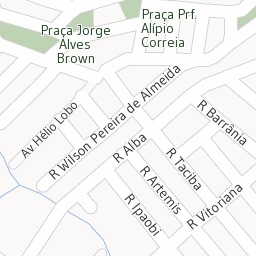 Praça Prf.
Alípio
Correia
Praça Jorge
Alves
Brown
Av Hélio Lobo
R Wilson Pereira de Almeida
R Barrânia
R Alba
R Taciba
R Artemis
R Vitoriana
R Ipaobi